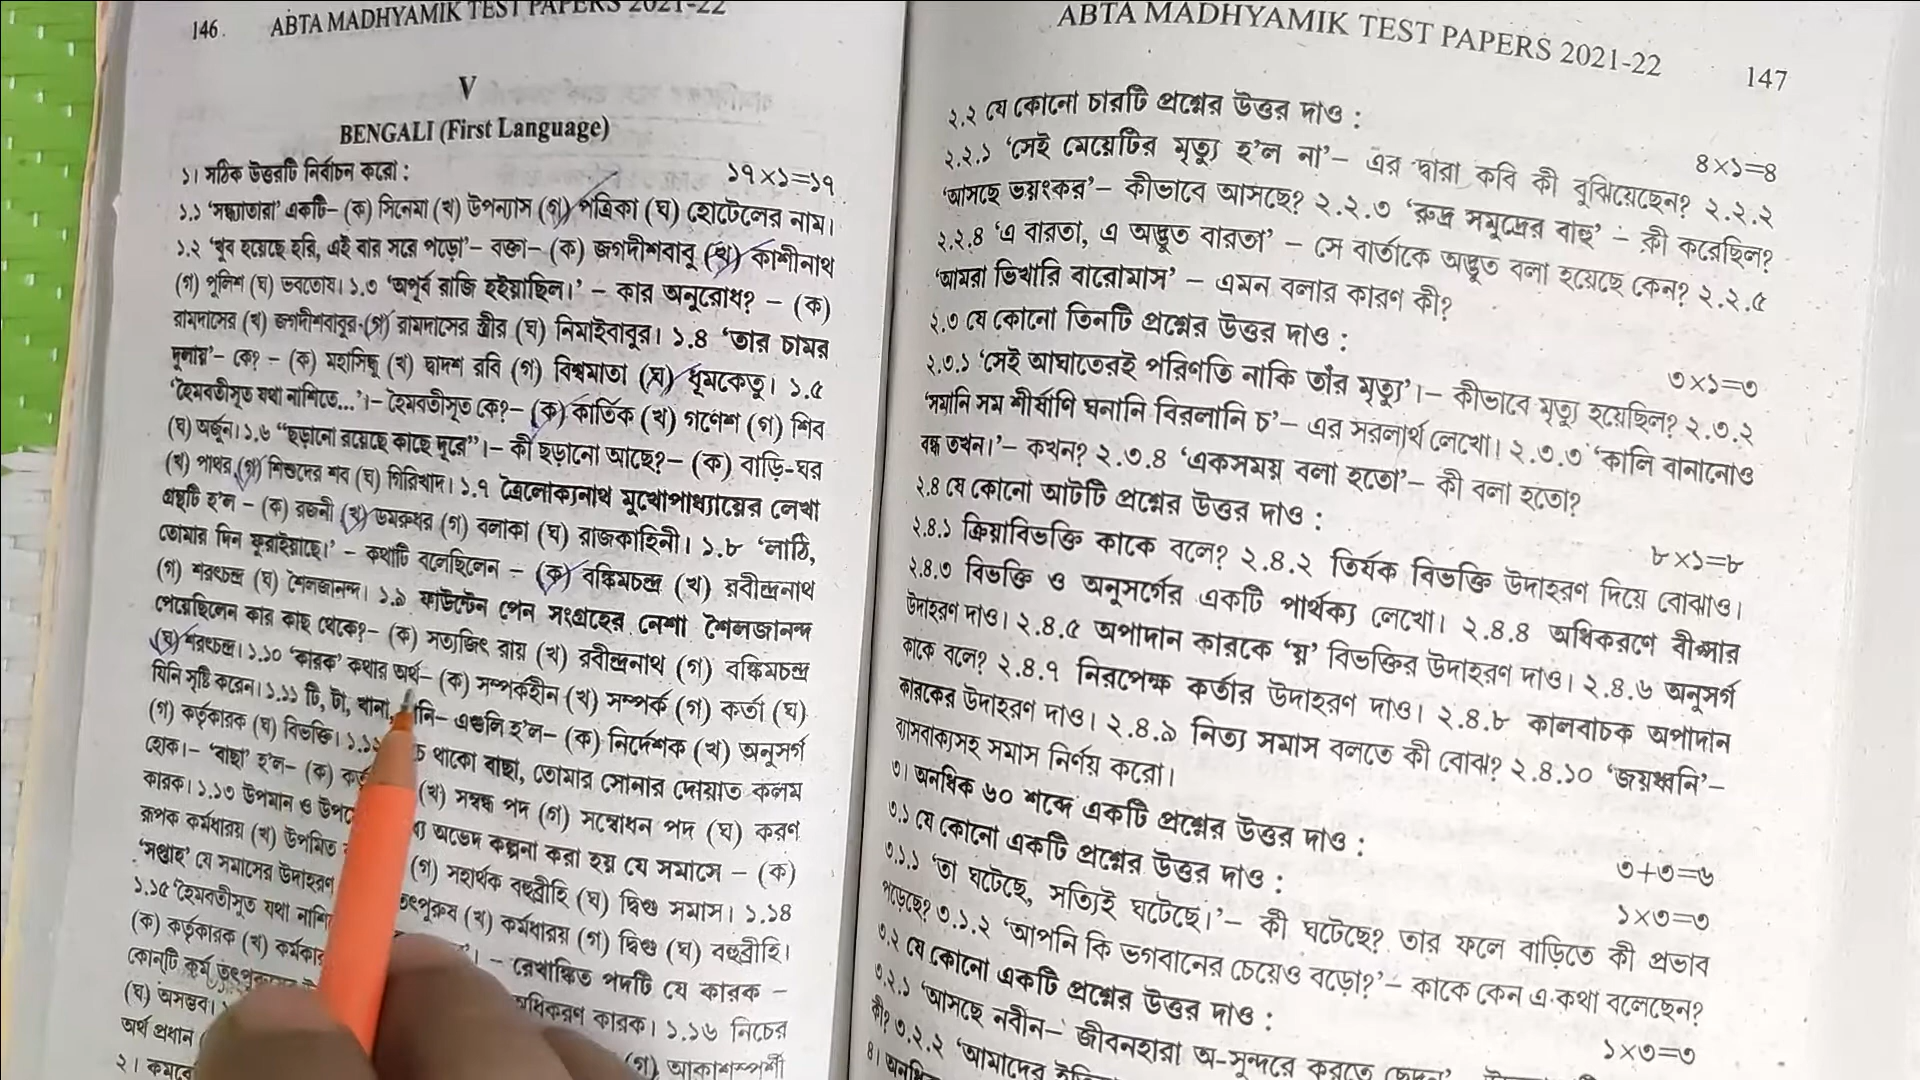 146
ABTA MADHYAMIK TEST PAPERS 2021-22
V
BENGALI (First Language)
১। সঠিক উত্তরটি নির্বাচন করো : ১৭×১=১৭
১.১ ‘সন্ধ্যাতারা’ একটি– (ক) সিনেমা (খ) উপন্যাস (গ) পত্রিকা (ঘ) হোটেলের নাম।
১.২ ‘খুব হয়েছে হরি, এই বার সরে পড়ো’– বক্তা– (ক) জগদীশবাবু (খ) কাশীনাথ
(গ) পুলিশ (ঘ) ভবতোষ। ১.৩ ‘অপূর্ব রাজি হইয়াছিল।’ – কার অনুরোধ? – (ক)
রামদাসের (খ) জগদীশবাবুর (গ) রামদাসের স্ত্রীর (ঘ) নিমাইবাবুর। ১.৪ ‘তার চামর
দুলায়’– কে? – (ক) মহাসিন্ধু (খ) দ্বাদশ রবি (গ) বিশ্বমাতা (ঘ) ধূমকেতু। ১.৫
‘হৈমবতীসূত যথা নাশিতে...’।– হৈমবতীসূত কে?– (ক) কার্তিক (খ) গণেশ (গ) শিব
(ঘ) অর্জুন। ১.৬ “ছড়ানো রয়েছে কাছে দূরে”।– কী ছড়ানো আছে?– (ক) বাড়ি-ঘর
(খ) পাথর (গ) শিশুদের শব (ঘ) গিরিখাদ। ১.৭ ত্রৈলোক্যনাথ মুখোপাধ্যায়ের লেখা
গ্রন্থটি হ’ল – (ক) রজনী (খ) ডমরুধর (গ) বলাকা (ঘ) রাজকাহিনী। ১.৮ ‘লাঠি,
তোমার দিন ফুরাইয়াছে।’ – কথাটি বলেছিলেন – (ক) বঙ্কিমচন্দ্র (খ) রবীন্দ্রনাথ
(গ) শরৎচন্দ্র (ঘ) শৈলজানন্দ। ১.৯ ফাউন্টেন পেন সংগ্রহের নেশা শৈলজানন্দ
পেয়েছিলেন কার কাছ থেকে?– (ক) সত্যজিৎ রায় (খ) রবীন্দ্রনাথ (গ) বঙ্কিমচন্দ্র
(ঘ) শরৎচন্দ্র। ১.১০ ‘কারক’ কথার অর্থ– (ক) সম্পর্কহীন (খ) সম্পর্ক (গ) কর্তা (ঘ)
যিনি সৃষ্টি করেন। ১.১১ টি, টা, খানা, নি– এগুলি হ’ল– (ক) নির্দেশক (খ) অনুসর্গ
(গ) কর্তৃকারক (ঘ) বিভক্তি। ১.১২ থাকো বাছা, তোমার সোনার দোয়াত কলম
হোক।– ‘বাছা’ হ’ল– (ক) (খ) সম্বন্ধ পদ (গ) সম্বোধন পদ (ঘ) করণ
কারক। ১.১৩ উপমান ও অভেদ কল্পনা করা হয় যে সমাসে – (ক)
রূপক কর্মধারয় (খ) উপমিত (গ) সহার্থক বহুব্রীহি (ঘ) দ্বিগু সমাস। ১.১৪
‘সপ্তাহ’ যে সমাসের উদাহরণ (খ) কর্মধারয় (গ) দ্বিগু (ঘ) বহুব্রীহি।
১.১৫ ‘হৈমবতীসূত যথা – রেখাঙ্কিত পদটি যে কারক –
(ক) কর্তৃকারক (খ) অধিকরণ কারক। ১.১৬ নিচের
কোনটি কর্ম (গ) আকাশস্পর্শী
(ঘ) অসম্ভব।
অর্থ প্রধান
২।
ABTA MADHYAMIK TEST PAPERS 2021-22
147
২.২ যে কোনো চারটি প্রশ্নের উত্তর দাও : ৪×১=৪
২.২.১ ‘সেই মেয়েটির মৃত্যু হ’ল না’– এর দ্বারা কবি কী বুঝিয়েছেন? ২.২.২
‘আসছে ভয়ংকর’– কীভাবে আসছে? ২.২.৩ ‘রুদ্র সমুদ্রের বাহু’ – কী করেছিল?
২.২.৪ ‘এ বারতা, এ অদ্ভুত বারতা’ – সে বার্তাকে অদ্ভুত বলা হয়েছে কেন? ২.২.৫
‘আমরা ভিখারি বারোমাস’ – এমন বলার কারণ কী?
২.৩ যে কোনো তিনটি প্রশ্নের উত্তর দাও : ৩×১=৩
২.৩.১ ‘সেই আঘাতেরই পরিণতি নাকি তাঁর মৃত্যু’।– কীভাবে মৃত্যু হয়েছিল? ২.৩.২
‘সমানি সম শীর্ষাণি ঘনানি বিরলানি চ’– এর সরলার্থ লেখো। ২.৩.৩ ‘কালি বানানোও
বন্ধ তখন।’– কখন? ২.৩.৪ ‘একসময় বলা হতো’– কী বলা হতো?
২.৪ যে কোনো আটটি প্রশ্নের উত্তর দাও : ৮×১=৮
২.৪.১ ক্রিয়াবিভক্তি কাকে বলে? ২.৪.২ তির্যক বিভক্তি উদাহরণ দিয়ে বোঝাও।
২.৪.৩ বিভক্তি ও অনুসর্গের একটি পার্থক্য লেখো। ২.৪.৪ অধিকরণে বীপ্সার
উদাহরণ দাও। ২.৪.৫ অপাদান কারকে ‘য়’ বিভক্তির উদাহরণ দাও। ২.৪.৬ অনুসর্গ
কাকে বলে? ২.৪.৭ নিরপেক্ষ কর্তার উদাহরণ দাও। ২.৪.৮ কালবাচক অপাদান
কারকের উদাহরণ দাও। ২.৪.৯ নিত্য সমাস বলতে কী বোঝ? ২.৪.১০ ‘জয়ধ্বনি’–
ব্যাসবাক্যসহ সমাস নির্ণয় করো।
৩। অনধিক ৬০ শব্দে একটি প্রশ্নের উত্তর দাও : ৩+৩=৬
৩.১ যে কোনো একটি প্রশ্নের উত্তর দাও : ১×৩=৩
৩.১.১ ‘তা ঘটেছে, সত্যিই ঘটেছে।’– কী ঘটেছে? তার ফলে বাড়িতে কী প্রভাব
পড়েছে? ৩.১.২ ‘আপনি কি ভগবানের চেয়েও বড়ো?’– কাকে কেন এ কথা বলেছেন?
৩.২ যে কোনো একটি প্রশ্নের উত্তর দাও : ১×৩=৩
৩.২.১ ‘আসছে নবীন– জীবনহারা অ-সুন্দরে করতে ছেদন’
কী? ৩.২.২ ‘আমাদের
৪।